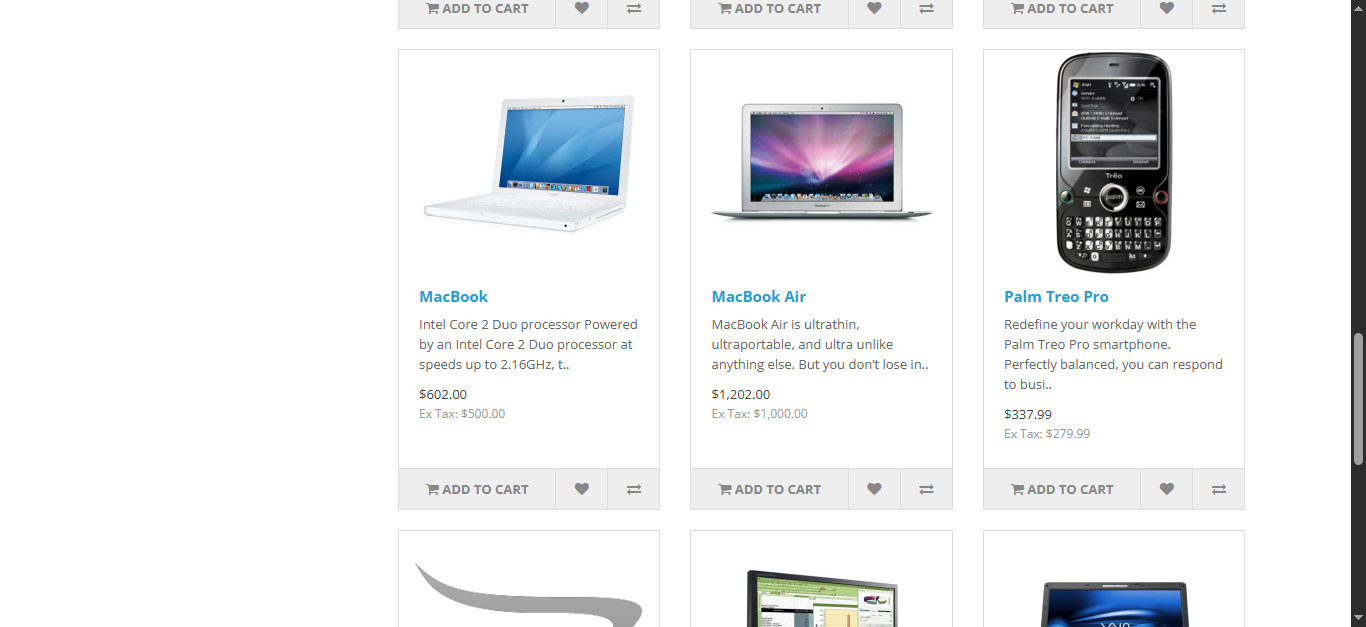 ADD TO CART
ADD TO CART
ADD TO CART
MacBook
Intel Core 2 Duo processor Powered
by an Intel Core 2 Duo processor at
speeds up to 2.16GHz, t..
$602.00
Ex Tax: $500.00
ADD TO CART
MacBook Air
MacBook Air is ultrathin,
ultraportable, and ultra unlike
anything else. But you don’t lose in..
$1,202.00
Ex Tax: $1,000.00
ADD TO CART
Start
Trēo
palm
Palm Treo Pro
Redefine your workday with the
Palm Treo Pro smartphone.
Perfectly balanced, you can respond
to busi..
$337.99
Ex Tax: $279.99
ADD TO CART